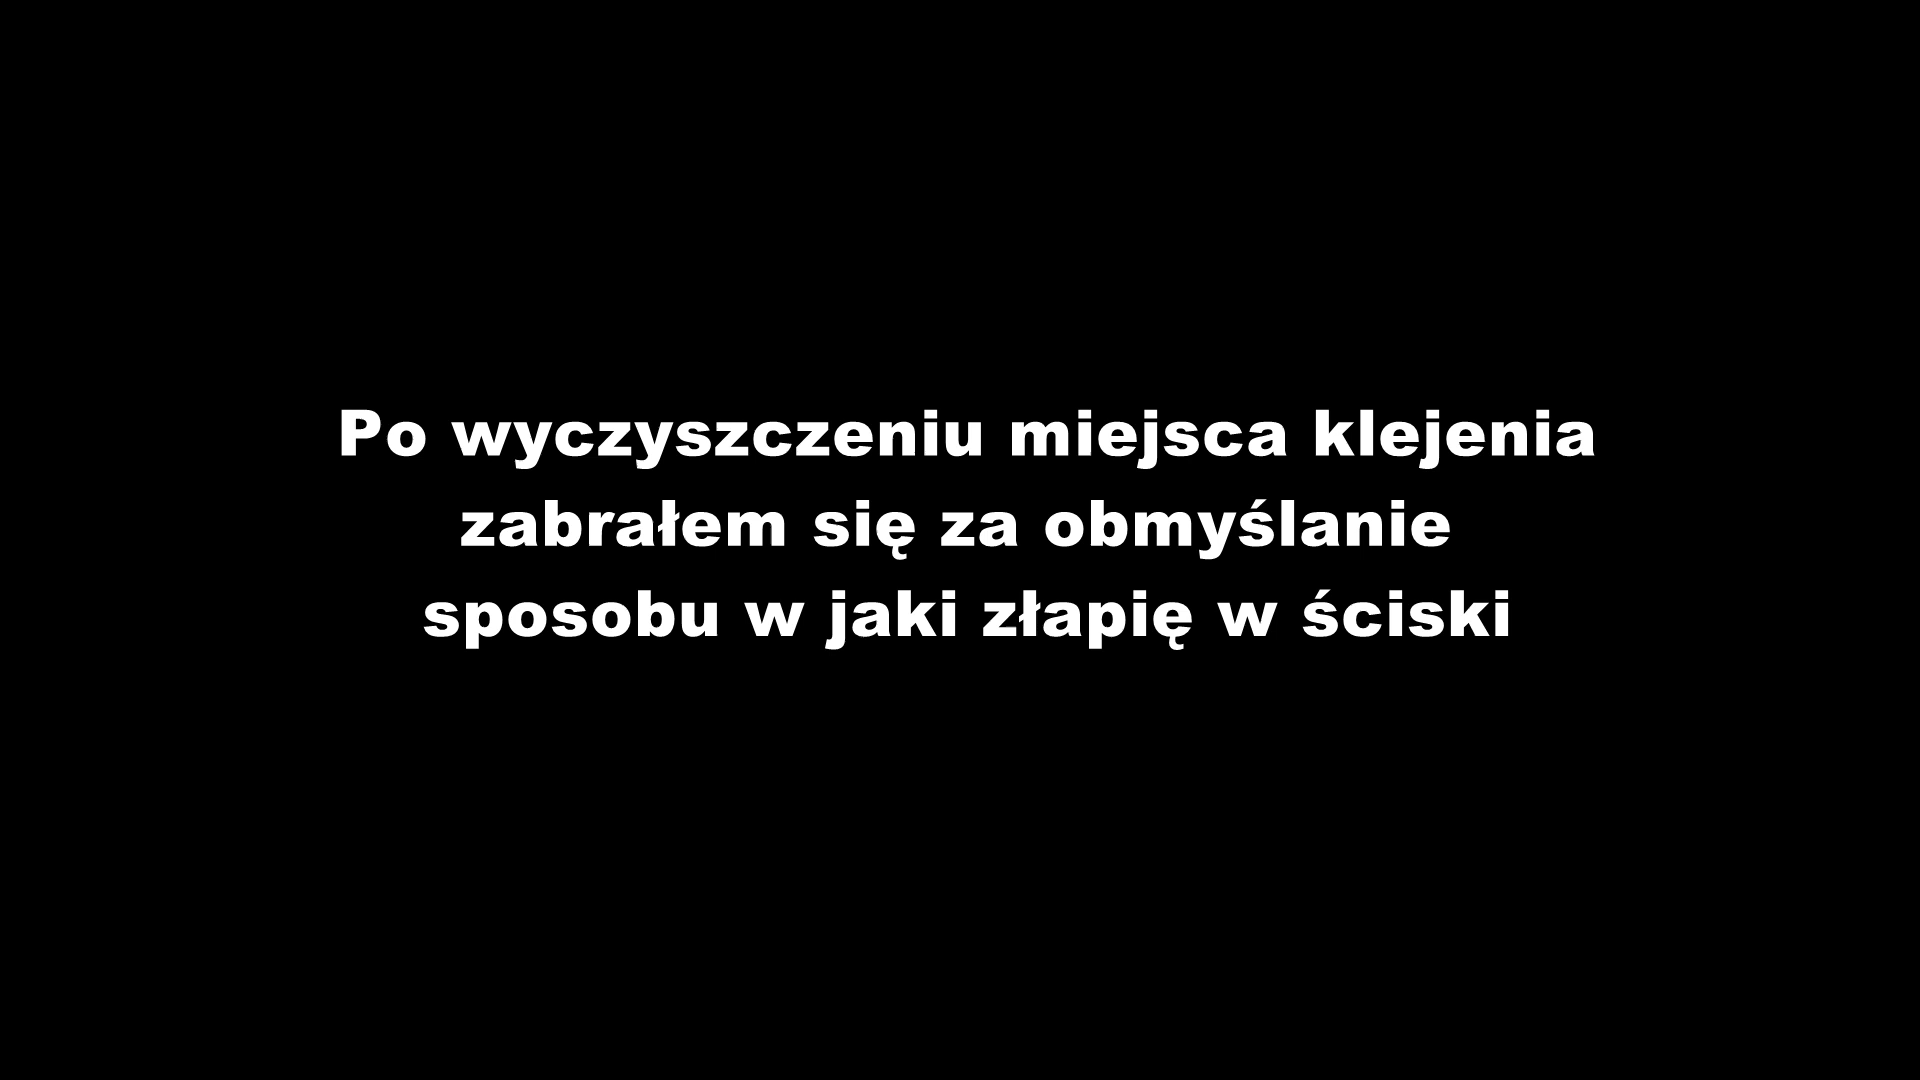 Po wyczyszczeniu miejsca klejenia
zabrałem się za obmyślanie
sposobu w jaki złapię w ściski